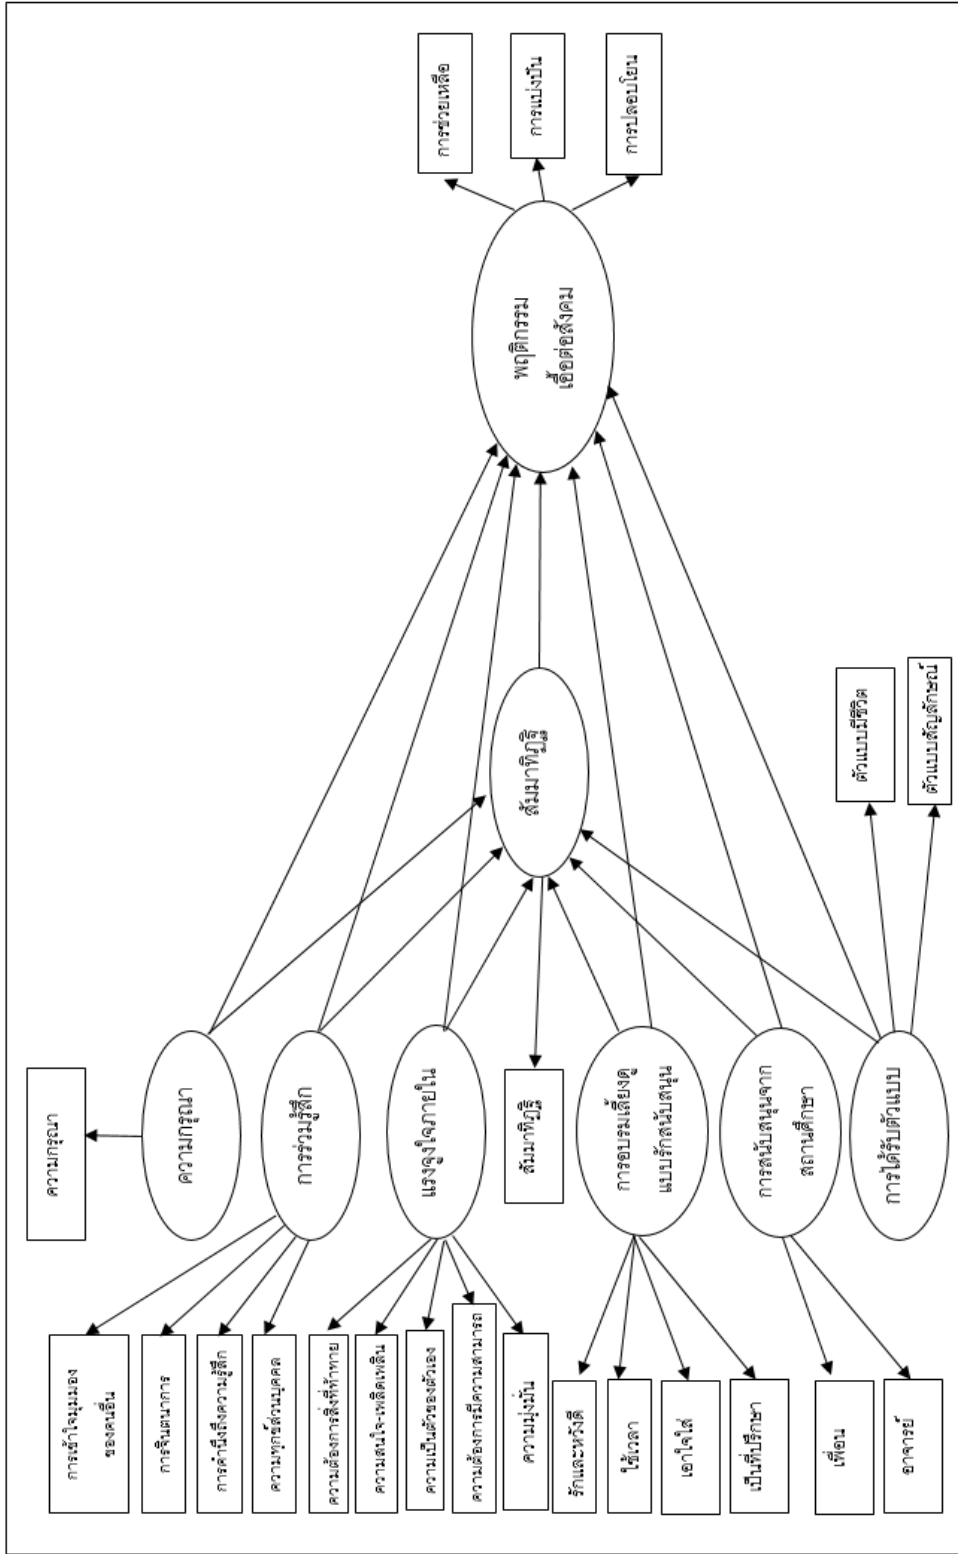 ความกรุณา
การเข้าใจมุมมอง
ของคนอื่น
การจินตนาการ
การคำนึงถึงความรู้สึก
ความทุกข์ส่วนบุคคล
ความต้องการสิ่งที่ท้าทาย
ความสนใจ-เพลิดเพลิน
ความเป็นตัวของตัวเอง
ความต้องการมีความสามารถ
ความมุ่งมั่น
รักและหวังดี
ใช้เวลา
เอาใจใส่
เป็นที่ปรึกษา
เพื่อน
อาจารย์
ความกรุณา
การร่วมรู้สึก
แรงจูงใจภายใน
สัมมาทิฏฐิ
การอบรมเลี้ยงดู
แบบรักสนับสนุน
การสนับสนุนจาก
สถานศึกษา
การได้รับตัวแบบ
สัมมาทิฏฐิ
ตัวแบบมีชีวิต
ตัวแบบสัญลักษณ์
พฤติกรรม
เอื้อต่อสังคม
การช่วยเหลือ
การแบ่งปัน
การปลอบโยน